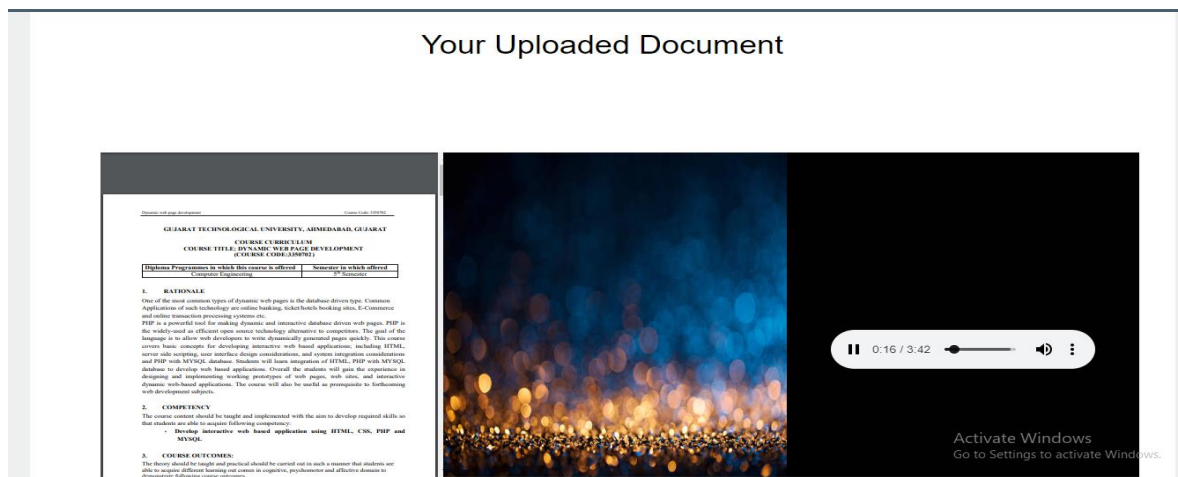 Your Uploaded Document
Dynamic web page development Course Code: 3350702
GUJARAT TECHNOLOGICAL UNIVERSITY, AHMEDABAD, GUJARAT
COURSE CURRICULUM
COURSE TITLE: DYNAMIC WEB PAGE DEVELOPMENT
(COURSE CODE:3350702)
Diploma Programmes in which this course is offered Semester in which offered
Computer Engineering 5th Semester
1. RATIONALE
One of the most common types of dynamic web pages is the database driven type. Common
Applications of such technology are online banking, ticket/hotels booking sites, E-Commerce
and online transaction processing systems etc.
PHP is a powerful tool for making dynamic and interactive database driven web pages. PHP is
the widely-used as efficient open source technology alternative to competitors. The goal of the
language is to allow web developers to write dynamically generated pages quickly. This course
covers basic concepts for developing interactive web based applications; including HTML,
server side scripting, user interface design considerations, and system integration considerations
and PHP with MYSQL database. Students will learn integration of HTML, PHP with MYSQL
database to develop web based applications. Overall the students will gain the experience in
designing and implementing working prototypes of web pages, web sites, and interactive
dynamic web-based applications. The course will also be useful as prerequisite to forthcoming
web development subjects.
2. COMPETENCY
The course content should be taught and implemented with the aim to develop required skills so
that students are able to acquire following competency:
• Develop interactive web based application using HTML, CSS, PHP and
MYSQL
3. COURSE OUTCOMES:
The theory should be taught and practical should be carried out in such a manner that students are
able to acquire different learning out comes in cognitive, psychomotor and affective domain to
demonstrate following course outcomes.
0:16 / 3:42
Activate Windows
Go to Settings to activate Windows.